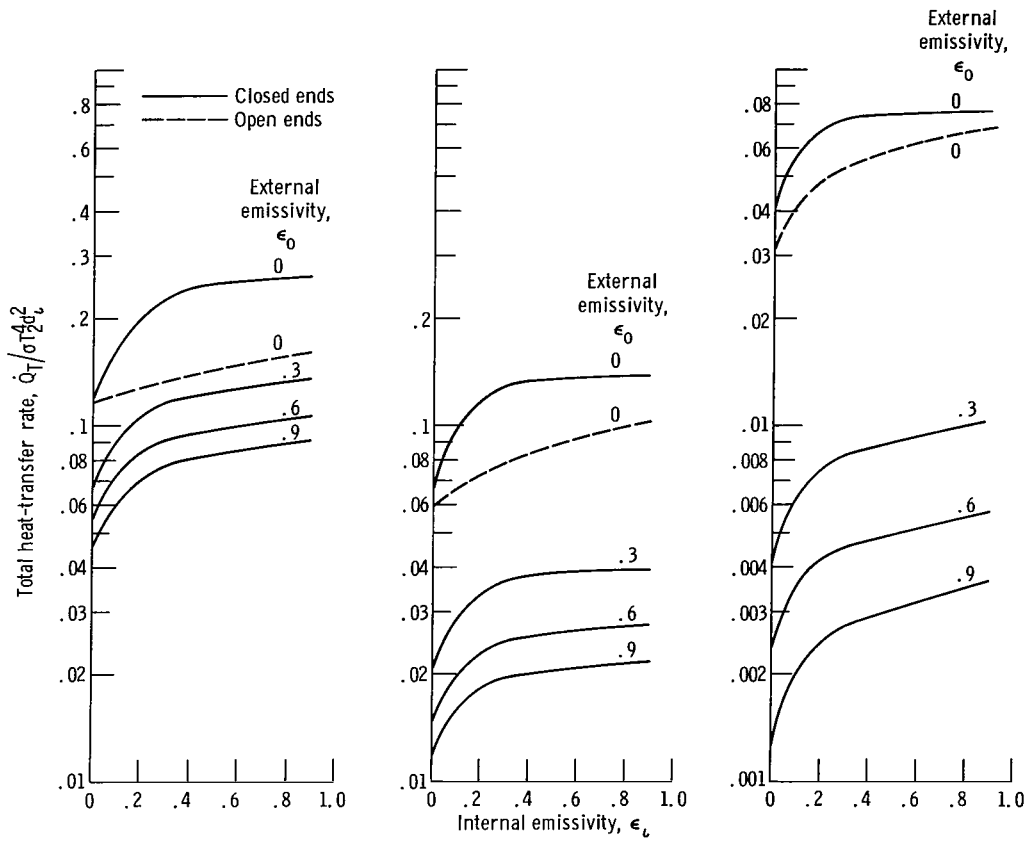 Closed ends
Open ends
External
emissivity,
ϵ0
0
0
.3
.6
.9
.8
.6
.4
.3
.2
.1
.08
.06
.04
.03
.02
.01
0 .2 .4 .6 .8 1.0
Total heat-transfer rate, Q̇T/σT₂⁴dι²
External
emissivity,
ϵ0
0
0
.3
.6
.9
.2
.1
.08
.06
.04
.03
.02
.01
0 .2 .4 .6 .8 1.0
Internal emissivity, ϵι
External
emissivity,
ϵ0
0
0
.3
.6
.9
.08
.06
.04
.03
.02
.01
.008
.006
.004
.003
.002
.001
0 .2 .4 .6 .8 1.0